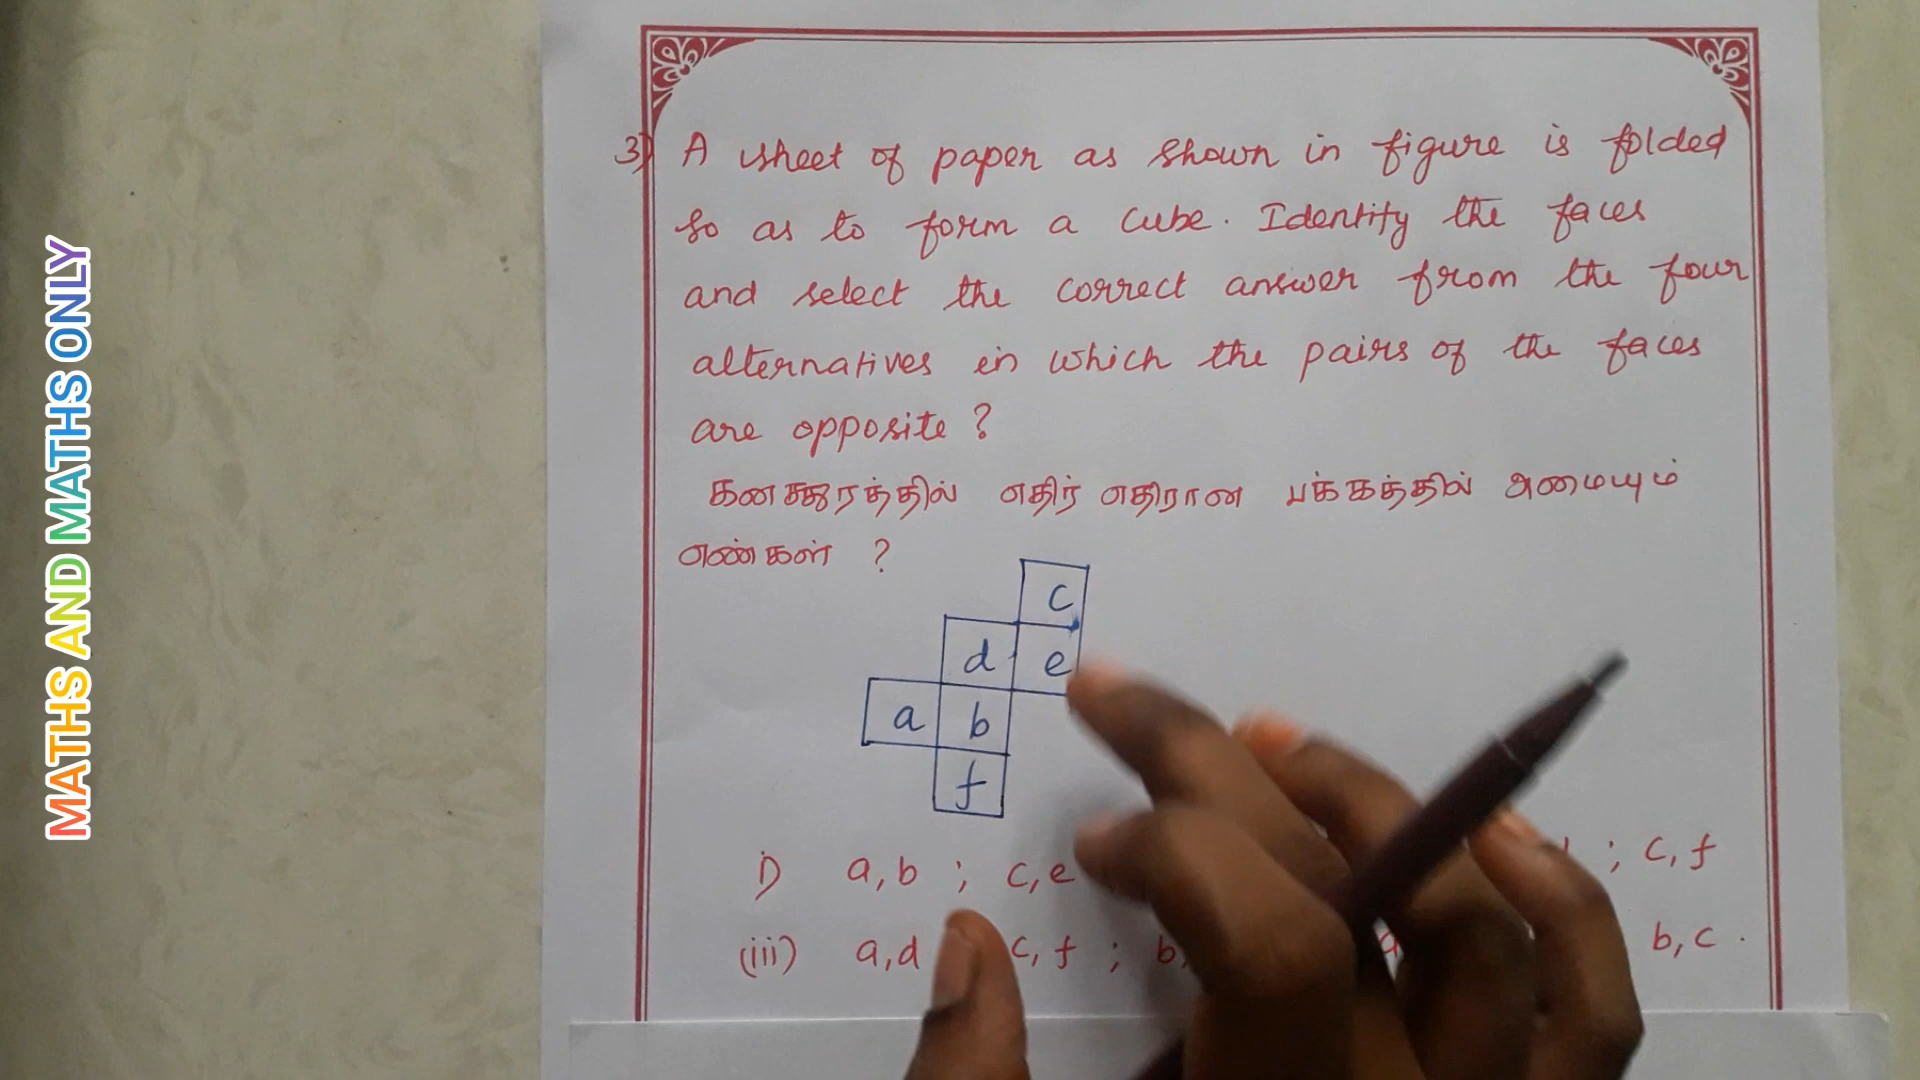 MATHS AND MATHS ONLY
3) A sheet of paper as shown in figure is folded
so as to form a cube. Identify the faces
and select the correct answer from the four
alternatives in which the pairs of the faces
are opposite ?
கனசதுரத்தில் எதிர் எதிரான பக்கத்தில் அமையும்
எண்கள் ?
c
d e
a b
f
i) a,b ; c,e ; c,f
(iii) a,d c,f ; b, b,c .